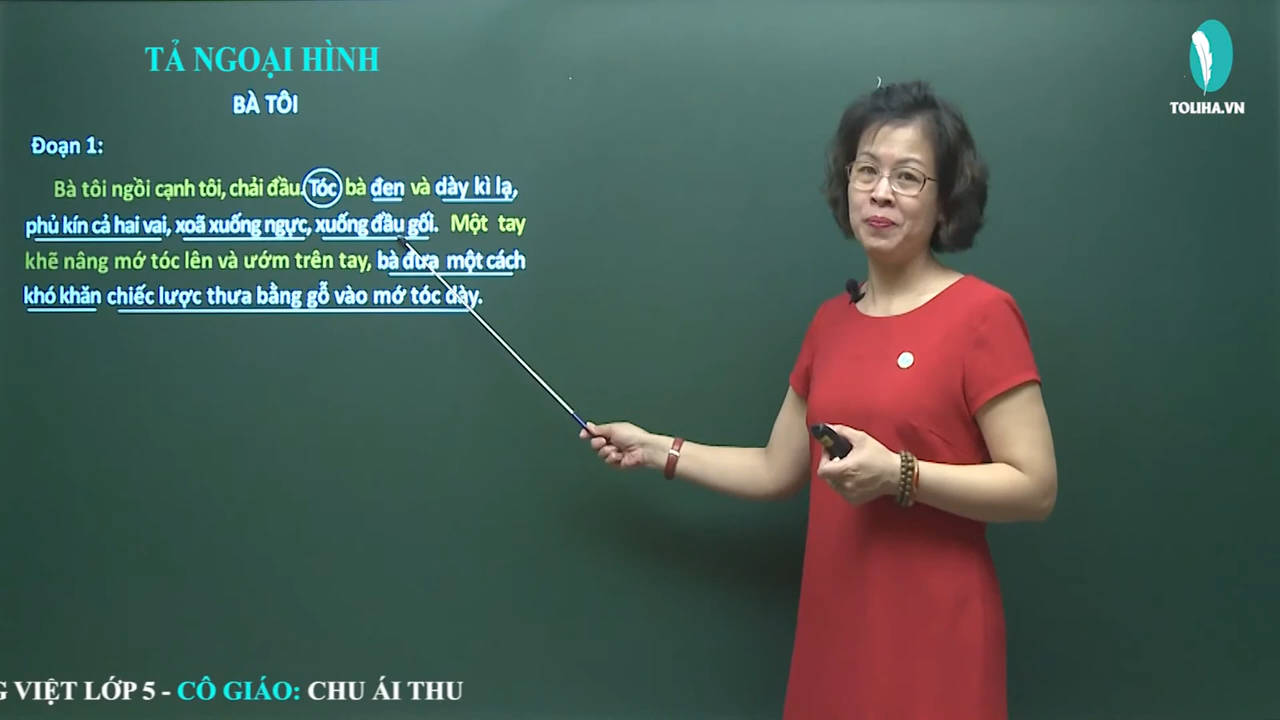 TẢ NGOẠI HÌNH
BÀ TÔI
Đoạn 1:
Bà tôi ngồi cạnh tôi, chải đầu. Tóc bà đen và dày kì lạ,
phủ kín cả hai vai, xoã xuống ngực, xuống đầu gối. Một tay
khẽ nâng mớ tóc lên và ướm trên tay, bà đưa một cách
khó khăn chiếc lược thưa bằng gỗ vào mớ tóc dày.
TOLIHA.VN
G VIỆT LỚP 5 - CÔ GIÁO: CHU ÁI THU